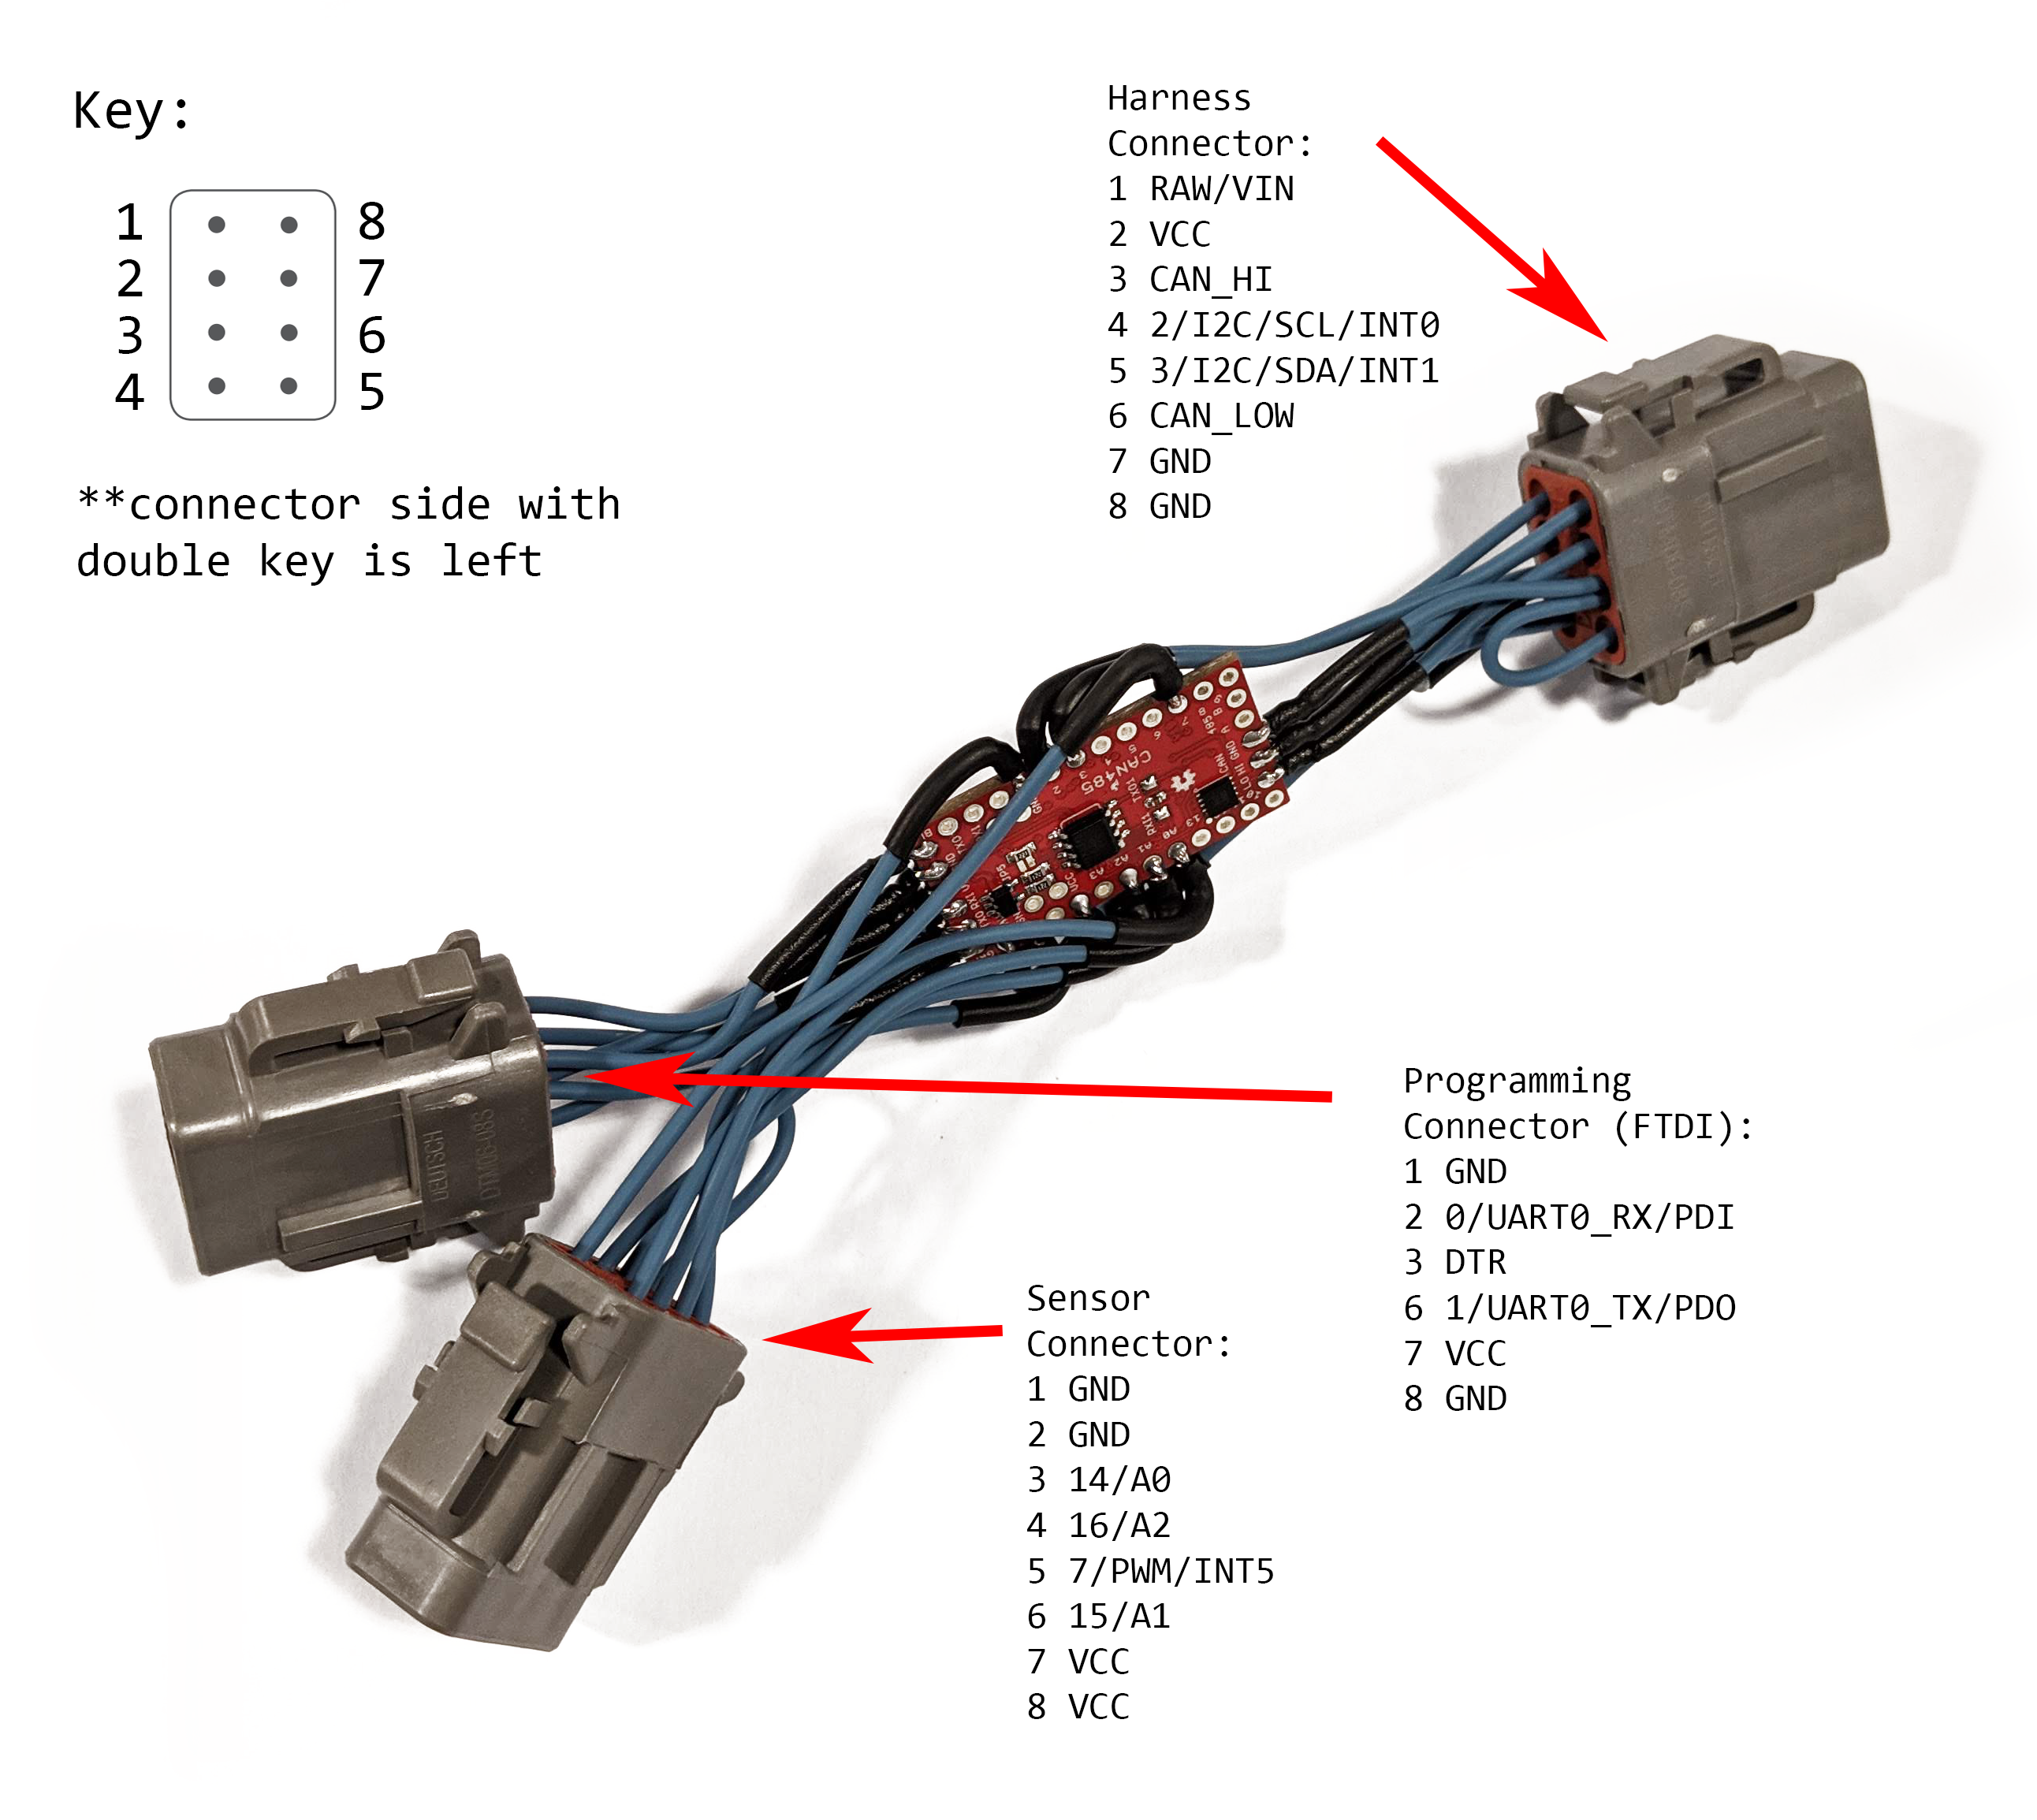 Key:
1 8
2 7
3 6
4 5
**connector side with
double key is left
Harness
Connector:
1 RAW/VIN
2 VCC
3 CAN_HI
4 2/I2C/SCL/INT0
5 3/I2C/SDA/INT1
6 CAN_LOW
7 GND
8 GND
CAN485
DEUTSCH
DTM06-08S
Programming
Connector (FTDI):
1 GND
2 0/UART0_RX/PDI
3 DTR
6 1/UART0_TX/PDO
7 VCC
8 GND
Sensor
Connector:
1 GND
2 GND
3 14/A0
4 16/A2
5 7/PWM/INT5
6 15/A1
7 VCC
8 VCC